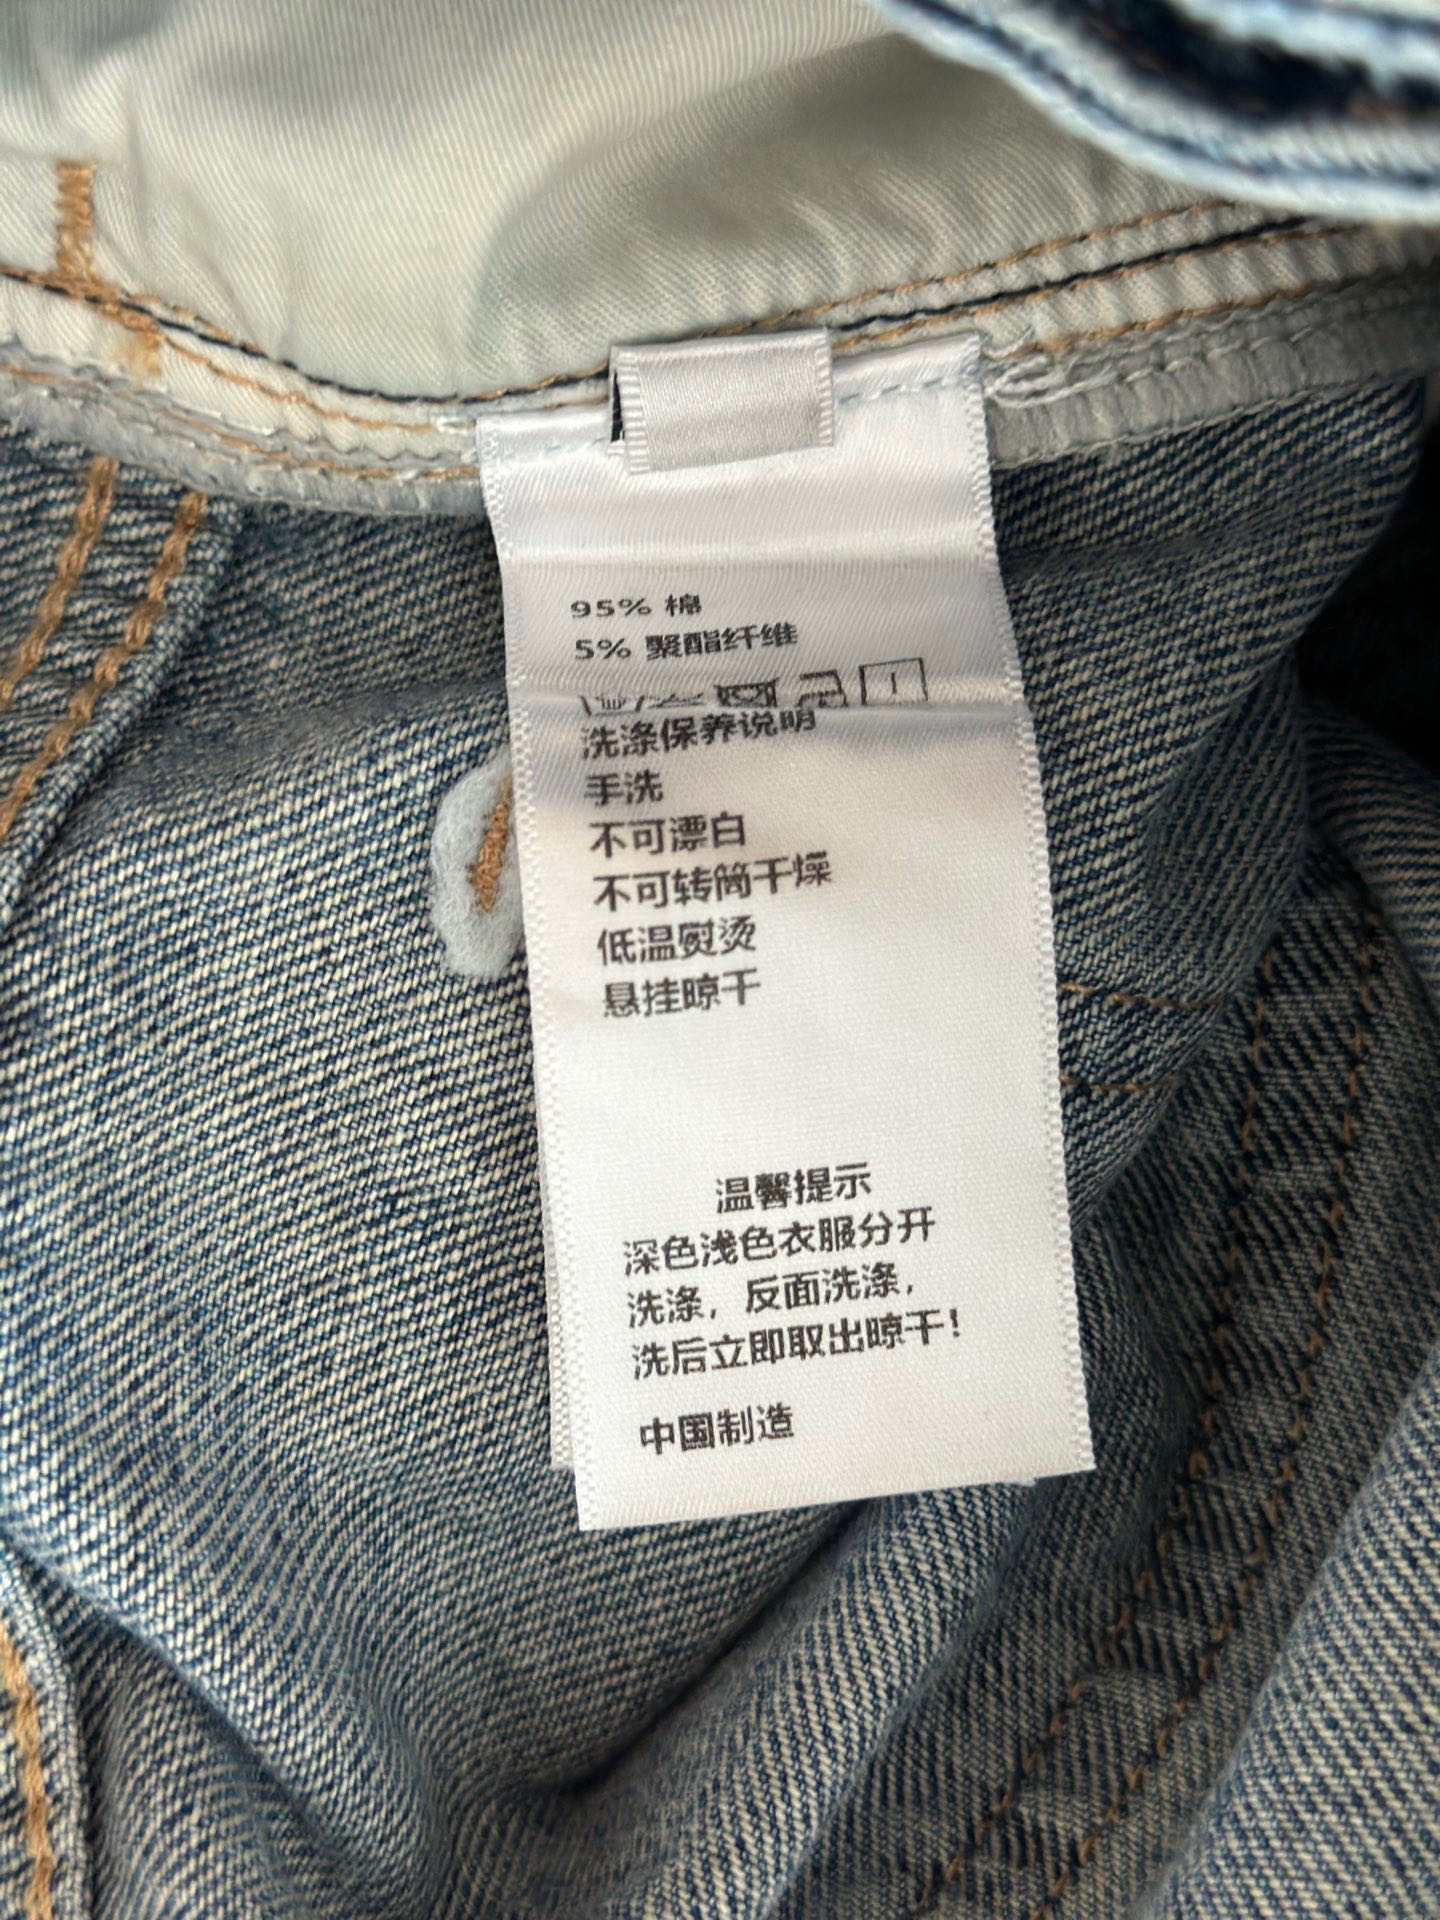 95% 棉
5% 聚酯纤维
洗涤保养说明
手洗
不可漂白
不可转筒干燥
低温熨烫
悬挂晾干
温馨提示
深色浅色衣服分开
洗涤，反面洗涤，
洗后立即取出晾干！
中国制造